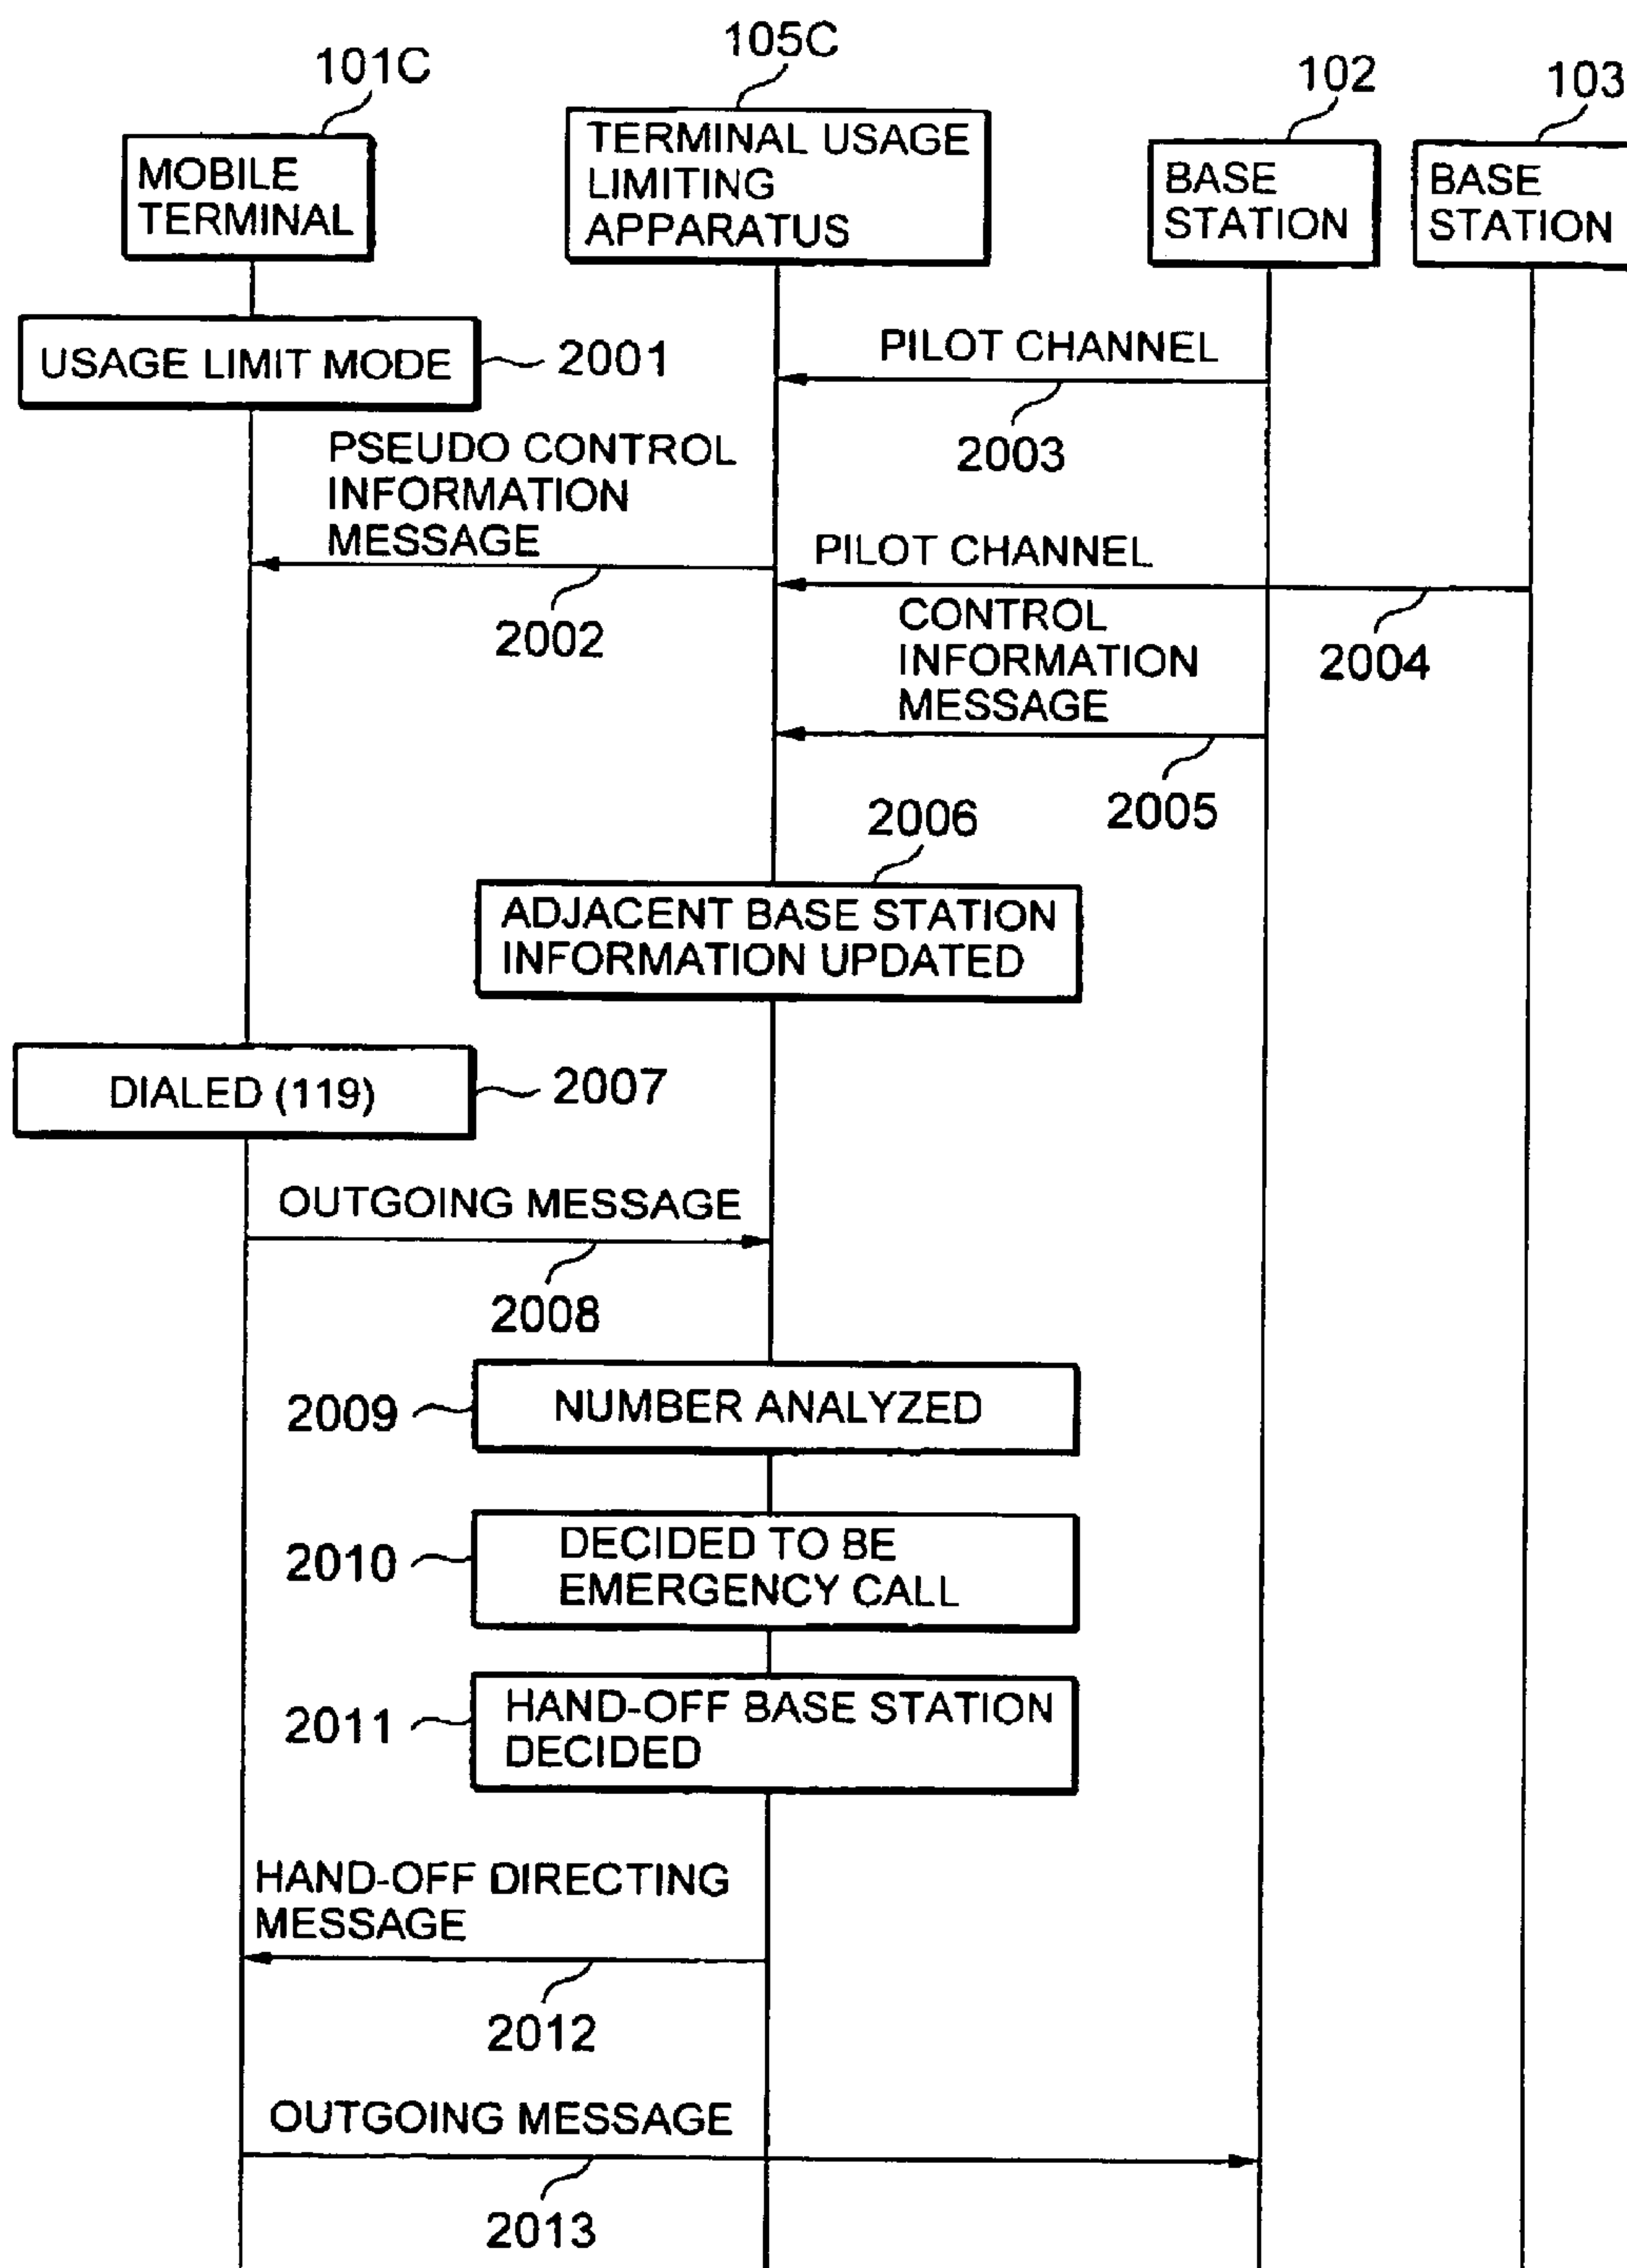 101C
105C
102
103
MOBILE
TERMINAL
TERMINAL USAGE
LIMITING
APPARATUS
BASE
STATION
BASE
STATION
USAGE LIMIT MODE
2001
PILOT CHANNEL
2003
PSEUDO CONTROL
INFORMATION
MESSAGE
2002
PILOT CHANNEL
2004
CONTROL
INFORMATION
MESSAGE
2005
2006
ADJACENT BASE STATION
INFORMATION UPDATED
DIALED (119)
2007
OUTGOING MESSAGE
2008
2009
NUMBER ANALYZED
2010
DECIDED TO BE
EMERGENCY CALL
2011
HAND-OFF BASE STATION
DECIDED
HAND-OFF DIRECTING
MESSAGE
2012
OUTGOING MESSAGE
2013